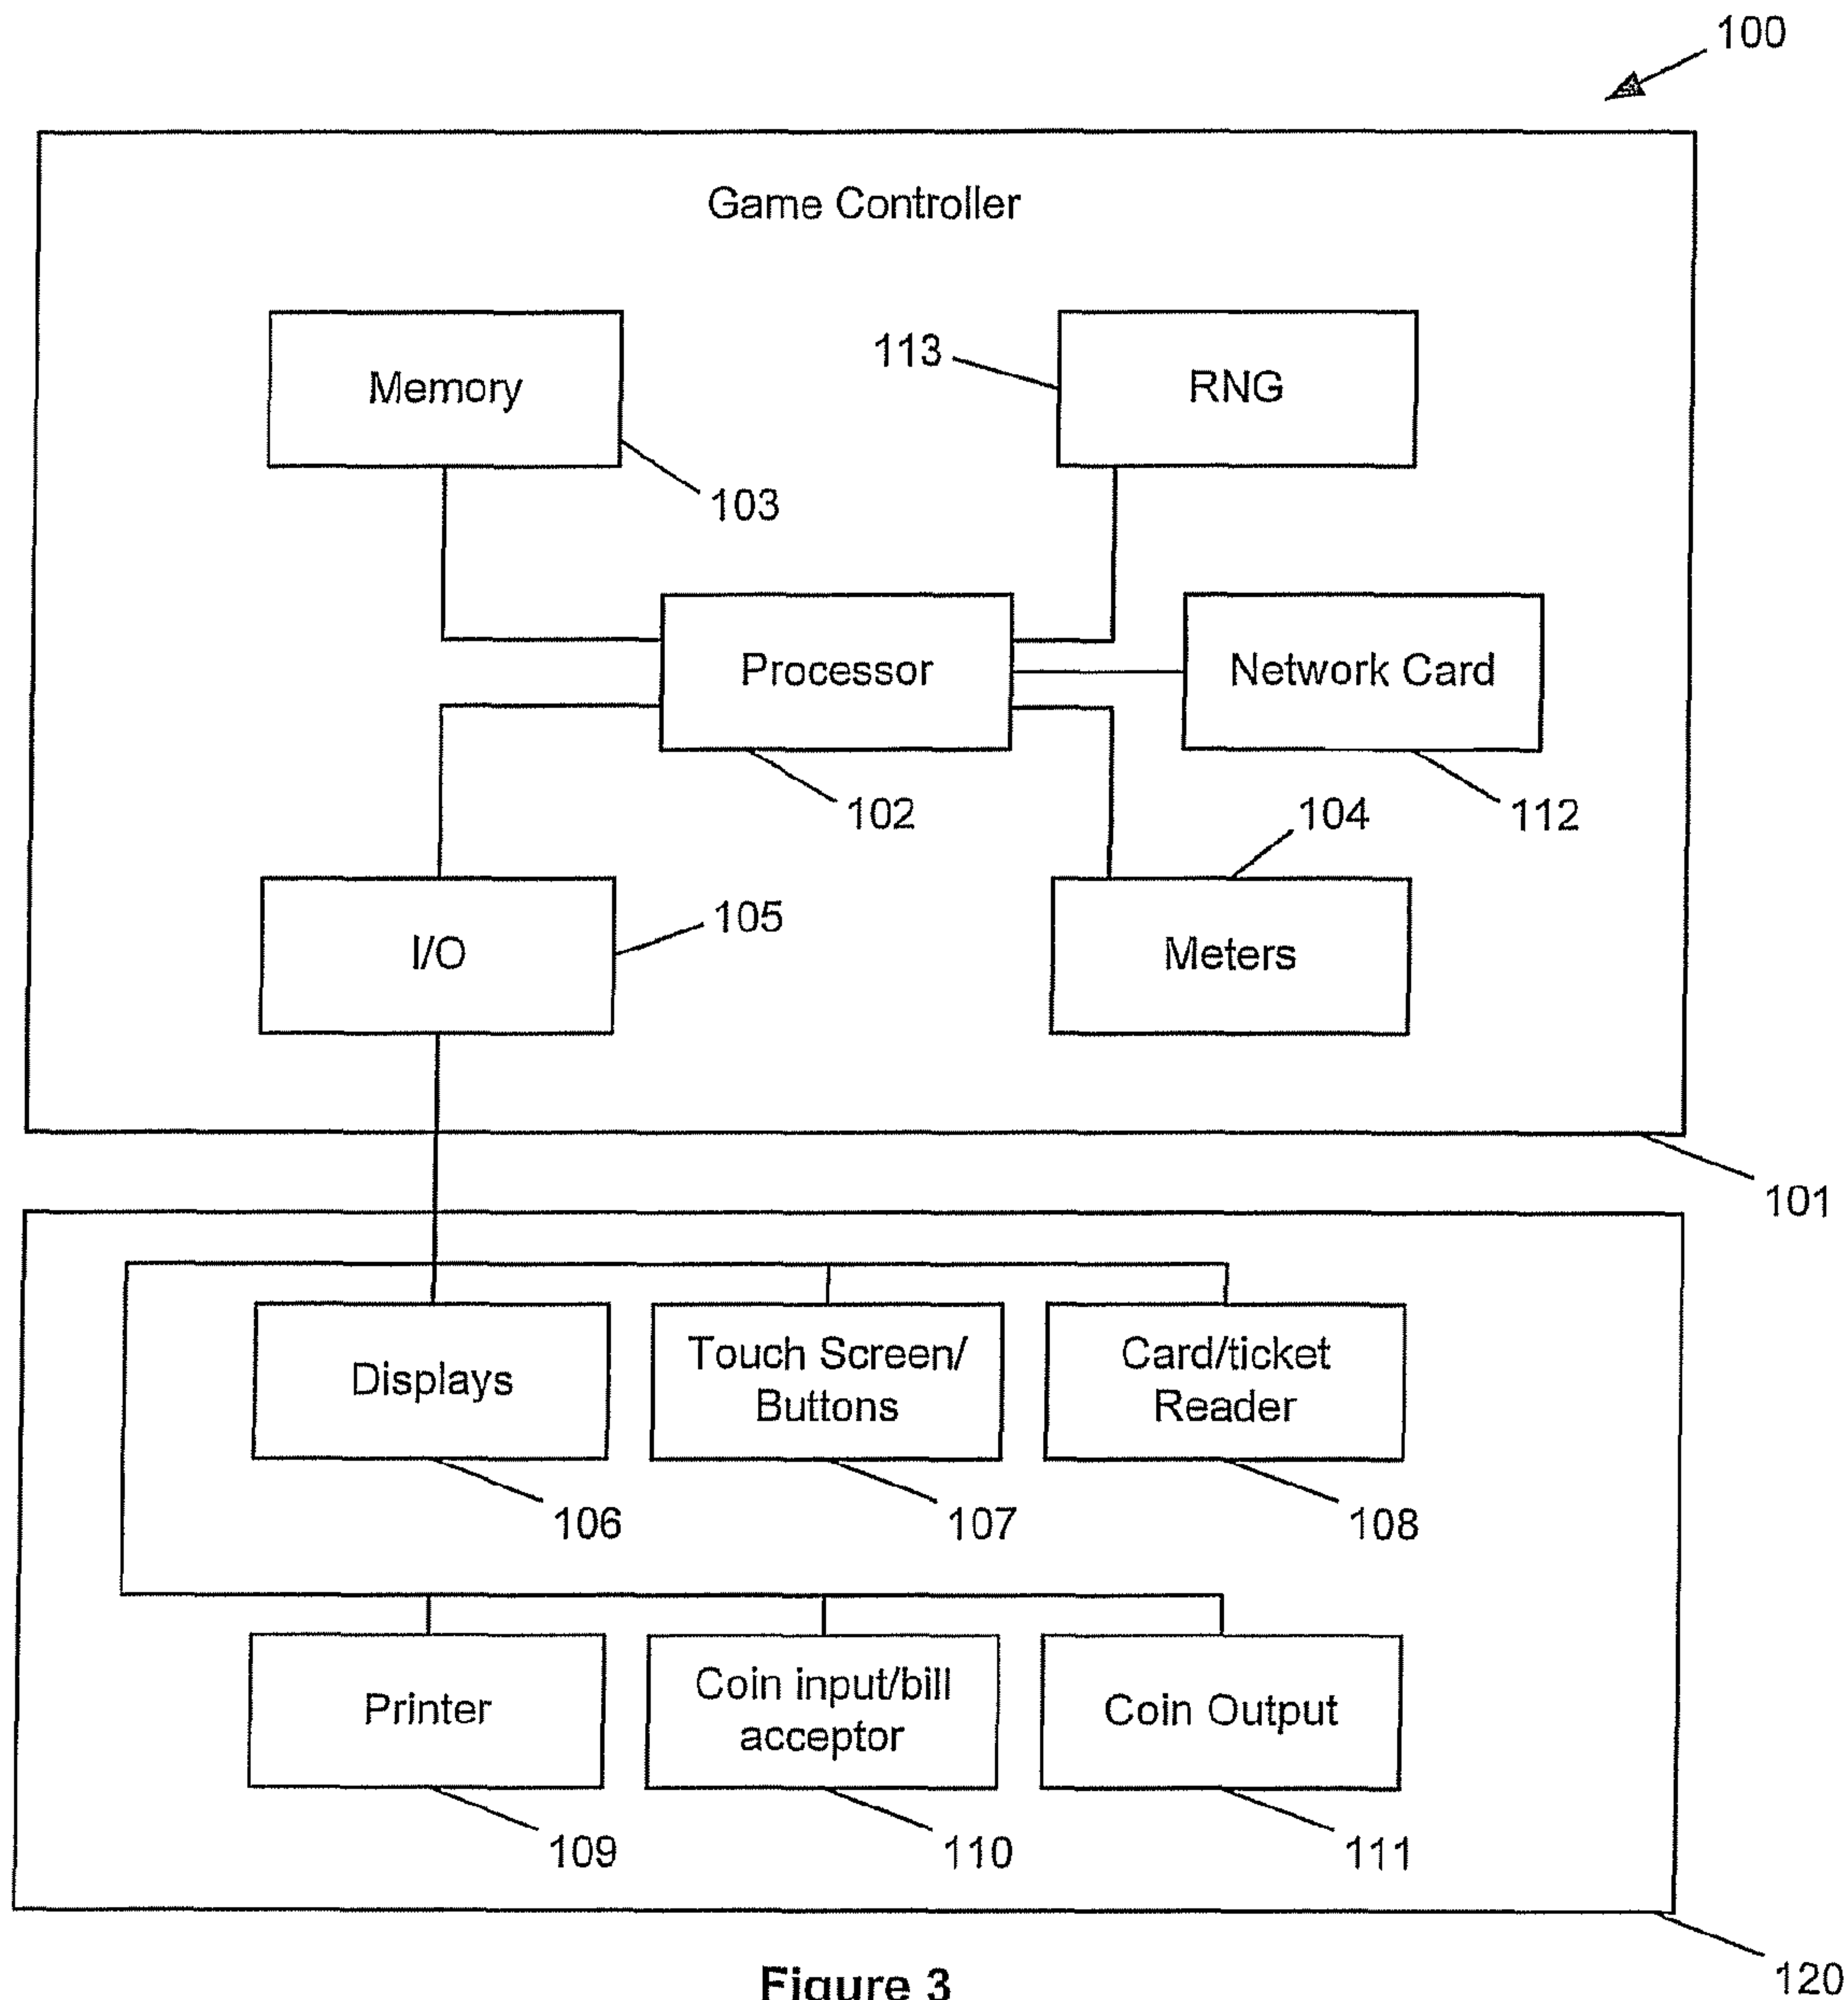 100
Game Controller
Memory
113
RNG
103
Processor
Network Card
102
104
112
I/O
105
Meters
101
Displays
Touch Screen/
Buttons
Card/ticket
Reader
106
107
108
Printer
Coin input/bill
acceptor
Coin Output
109
110
111
120
Figure 3